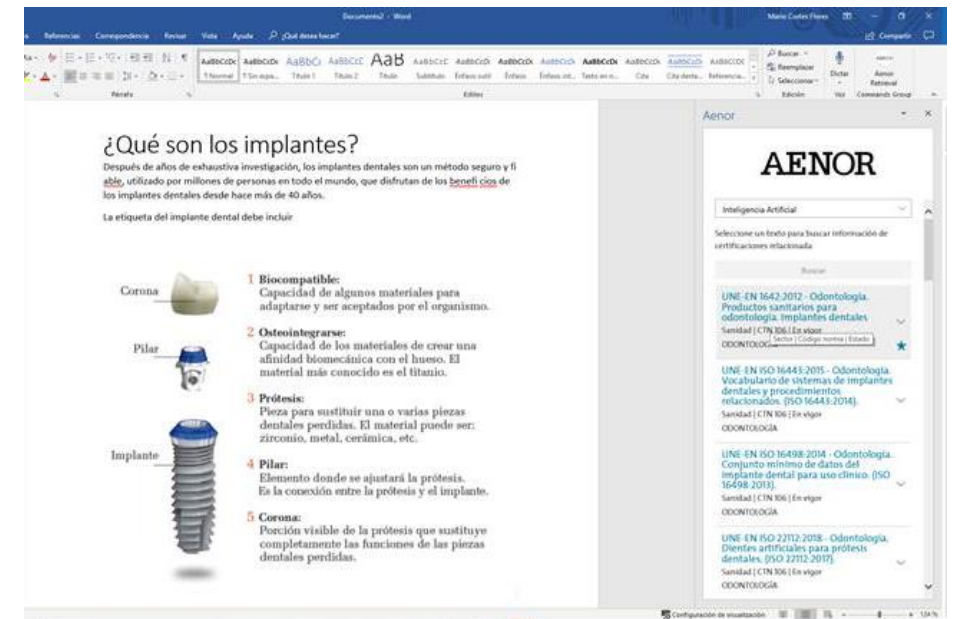 Documento2 - Word
Mario Cortes Flores
Referencias Correspondencia Revisar Vista Ayuda ¿Qué desea hacer?
Compartir
AaBbCcDc AaBbCcDc AaBbCc AaBbCcC AaB AaBbCcC AaBbCcDc AaBbCcDc AaBbCcDc AaBbCcDc AaBbCcDc AaBbCcDc AaBbCcDc
1 Normal 1 Sin espa... Título 1 Título 2 Título Subtítulo Énfasis sutil Énfasis Énfasis int... Texto en n... Cita Cita desta... Referencia...
Buscar
Reemplazar
Seleccionar
Dictar
Aenor Retrieval
Párrafo Estilos Edición Voz Commands Group
¿Qué son los implantes?
Después de años de exhaustiva investigación, los implantes dentales son un método seguro y fi
able, utilizado por millones de personas en todo el mundo, que disfrutan de los benefi cios de
los implantes dentales desde hace más de 40 años.
La etiqueta del implante dental debe incluir
Corona
Pilar
Implante
1 Biocompatible:
Capacidad de algunos materiales para
adaptarse y ser aceptados por el organismo.
2 Osteointegrarse:
Capacidad de los materiales de crear una
afinidad biomecánica con el hueso. El
material más conocido es el titanio.
3 Prótesis:
Pieza para sustituir una o varias piezas
dentales perdidas. El material puede ser:
zirconio, metal, cerámica, etc.
4 Pilar:
Elemento donde se ajustará la prótesis.
Es la conexión entre la prótesis y el implante.
5 Corona:
Porción visible de la prótesis que sustituye
completamente las funciones de las piezas
dentales perdidas.
Aenor
AENOR
Inteligencia Artificial
Seleccione un texto para buscar información de
certificaciones relacionada
Buscar
UNE-EN 1642:2012 - Odontología.
Productos sanitarios para
odontología. Implantes dentales
Sanidad | CTN 106 | En vigor
Sector | Código norma | Estado
ODONTOLOGÍA
UNE-EN ISO 16443:2015 - Odontología.
Vocabulario de sistemas de implantes
dentales y procedimientos
relacionados. (ISO 16443:2014).
Sanidad | CTN 106 | En vigor
ODONTOLOGÍA
UNE-EN ISO 16498:2014 - Odontología.
Conjunto mínimo de datos del
implante dental para uso clínico. (ISO
16498:2013).
Sanidad | CTN 106 | En vigor
ODONTOLOGÍA
UNE-EN ISO 22112:2018 - Odontología.
Dientes artificiales para prótesis
dentales. (ISO 22112:2017).
Sanidad | CTN 106 | En vigor
ODONTOLOGÍA
Configuración de visualización